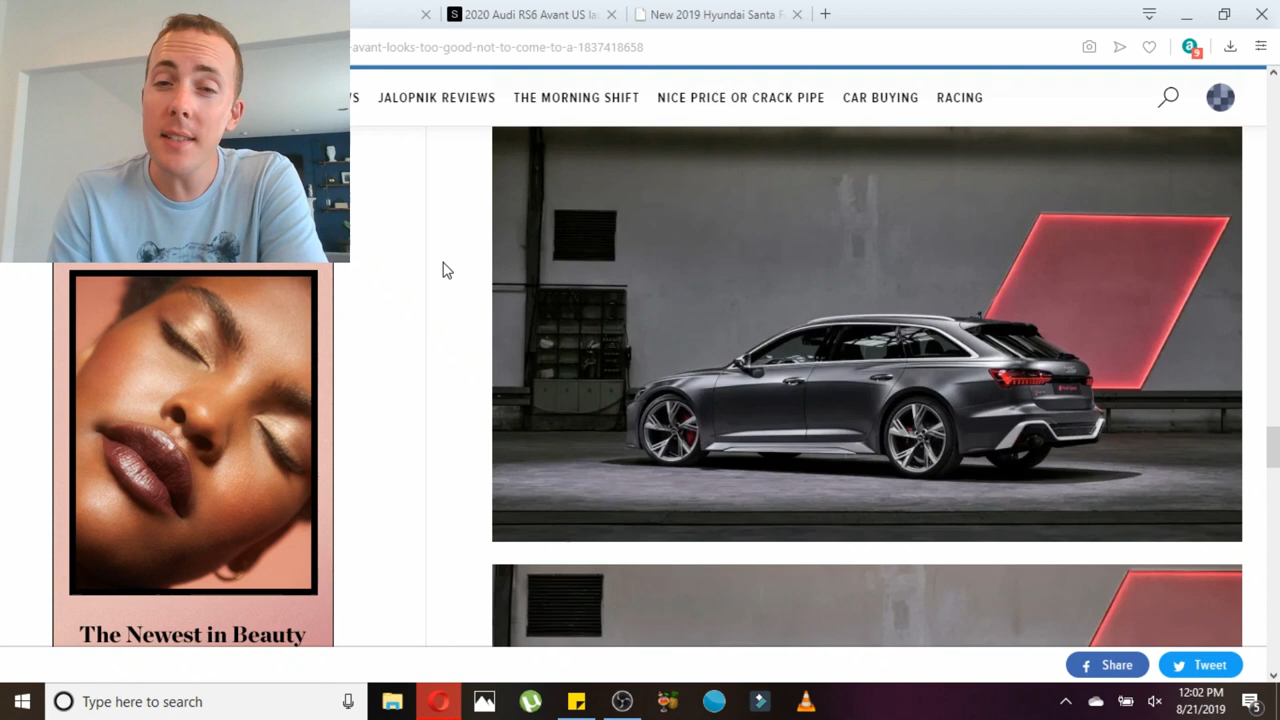 2020 Audi RS6 Avant US la
New 2019 Hyundai Santa F
-avant-looks-too-good-not-to-come-to-a-1837418658
JALOPNIK REVIEWS
THE MORNING SHIFT
NICE PRICE OR CRACK PIPE
CAR BUYING
RACING
The Newest in Beauty
Share
Tweet
Type here to search
12:02 PM
8/21/2019